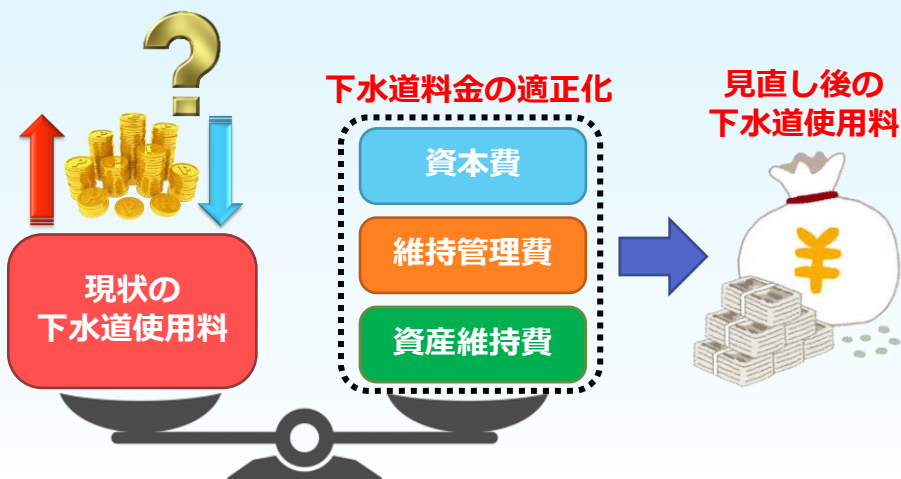 ?
下水道料金の適正化
見直し後の
下水道使用料
資本費
維持管理費
資産維持費
現状の
下水道使用料
¥